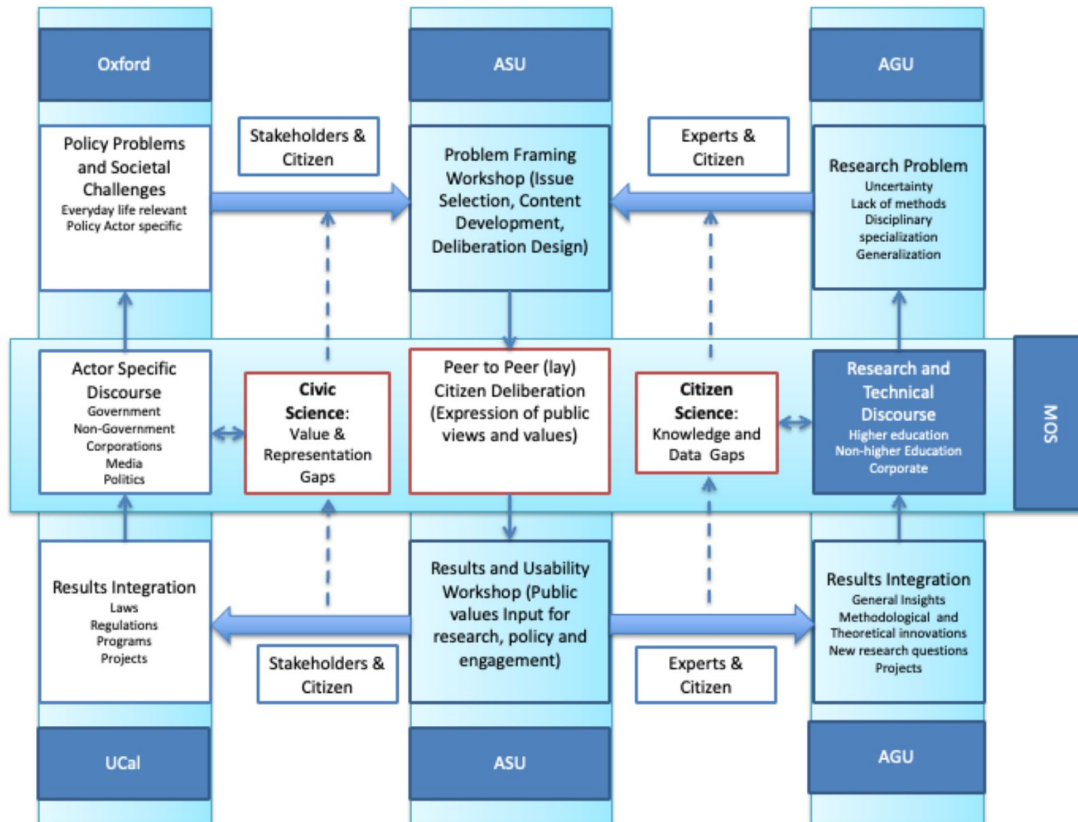 Oxford
ASU
AGU
Policy Problems
and Societal
Challenges
Everyday life relevant
Policy Actor specific
Stakeholders &
Citizen
Problem Framing
Workshop (Issue
Selection, Content
Development,
Deliberation Design)
Experts &
Citizen
Research Problem
Uncertainty
Lack of methods
Disciplinary
specialization
Generalization
Actor Specific
Discourse
Government
Non-Government
Corporations
Media
Politics
Civic
Science:
Value &
Representation
Gaps
Peer to Peer (lay)
Citizen Deliberation
(Expression of public
views and values)
Citizen
Science:
Knowledge and
Data Gaps
Research and
Technical
Discourse
Higher education
Non-higher Education
Corporate
MOS
Results Integration
Laws
Regulations
Programs
Projects
Stakeholders &
Citizen
Results and Usability
Workshop (Public
values Input for
research, policy and
engagement)
Experts &
Citizen
Results Integration
General Insights
Methodological and
Theoretical innovations
New research questions
Projects
UCal
ASU
AGU